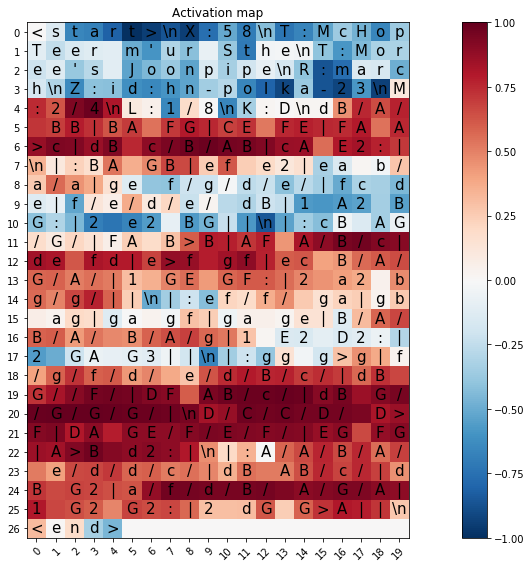 Activation map
0 < s t a r t > \n X : 5 8 \n T : M c H o p
1 T e e r m ' u r S t h e \n T : M o r
2 e e ' s J o o n p i p e \n R : m a r c
3 h \n Z : i d : h n - p o l k a - 2 3 \n M
4 : 2 / 4 \n L : 1 / 8 \n K : D \n d B / A /
5 B B | B A F G | C E F E | F A A
6 > c | d B c / B / A B | c A E 2 : |
7 \n | : B A G B | e f e 2 | e a b /
8 a / a | g e f / g / d / e / | f c d
9 e | f / e / d / e / d B | 1 A 2 B
10 G : | 2 e 2 B G | | \n | : c B A G
11 / G / | F A B > B | A F A / B / c |
12 d e f d | e > f g f | e c B / A /
13 G / A / | 1 G E G F : | 2 a 2 b
14 g / g / | | \n | : e f / f / g a | g b
15 a g | g a g f | g a g e | B / A /
16 B / A / B / A / g | 1 E 2 D 2 : |
17 2 G A G 3 | | \n | : g g g > g | f
18 / g / f / d / e / d / B / c / | d B
19 G / F / | D F A B / c / | d B G /
20 / G / G / G / | \n D / C / C / D / D >
21 F | D A G E / F / E / F / | E G F G
22 | A > B d 2 : | \n | : A / A / B / A /
23 e / d / d / c / | d B A B / c / | d
24 B G 2 | a / f / d / B / A / G / A |
25 1 G 2 G 2 : | 2 d G G > A | | \n
26 < e n d >
0 1 2 3 4 5 6 7 8 9 10 11 12 13 14 15 16 17 18 19
1.00
0.75
0.50
0.25
0.00
−0.25
−0.50
−0.75
−1.00